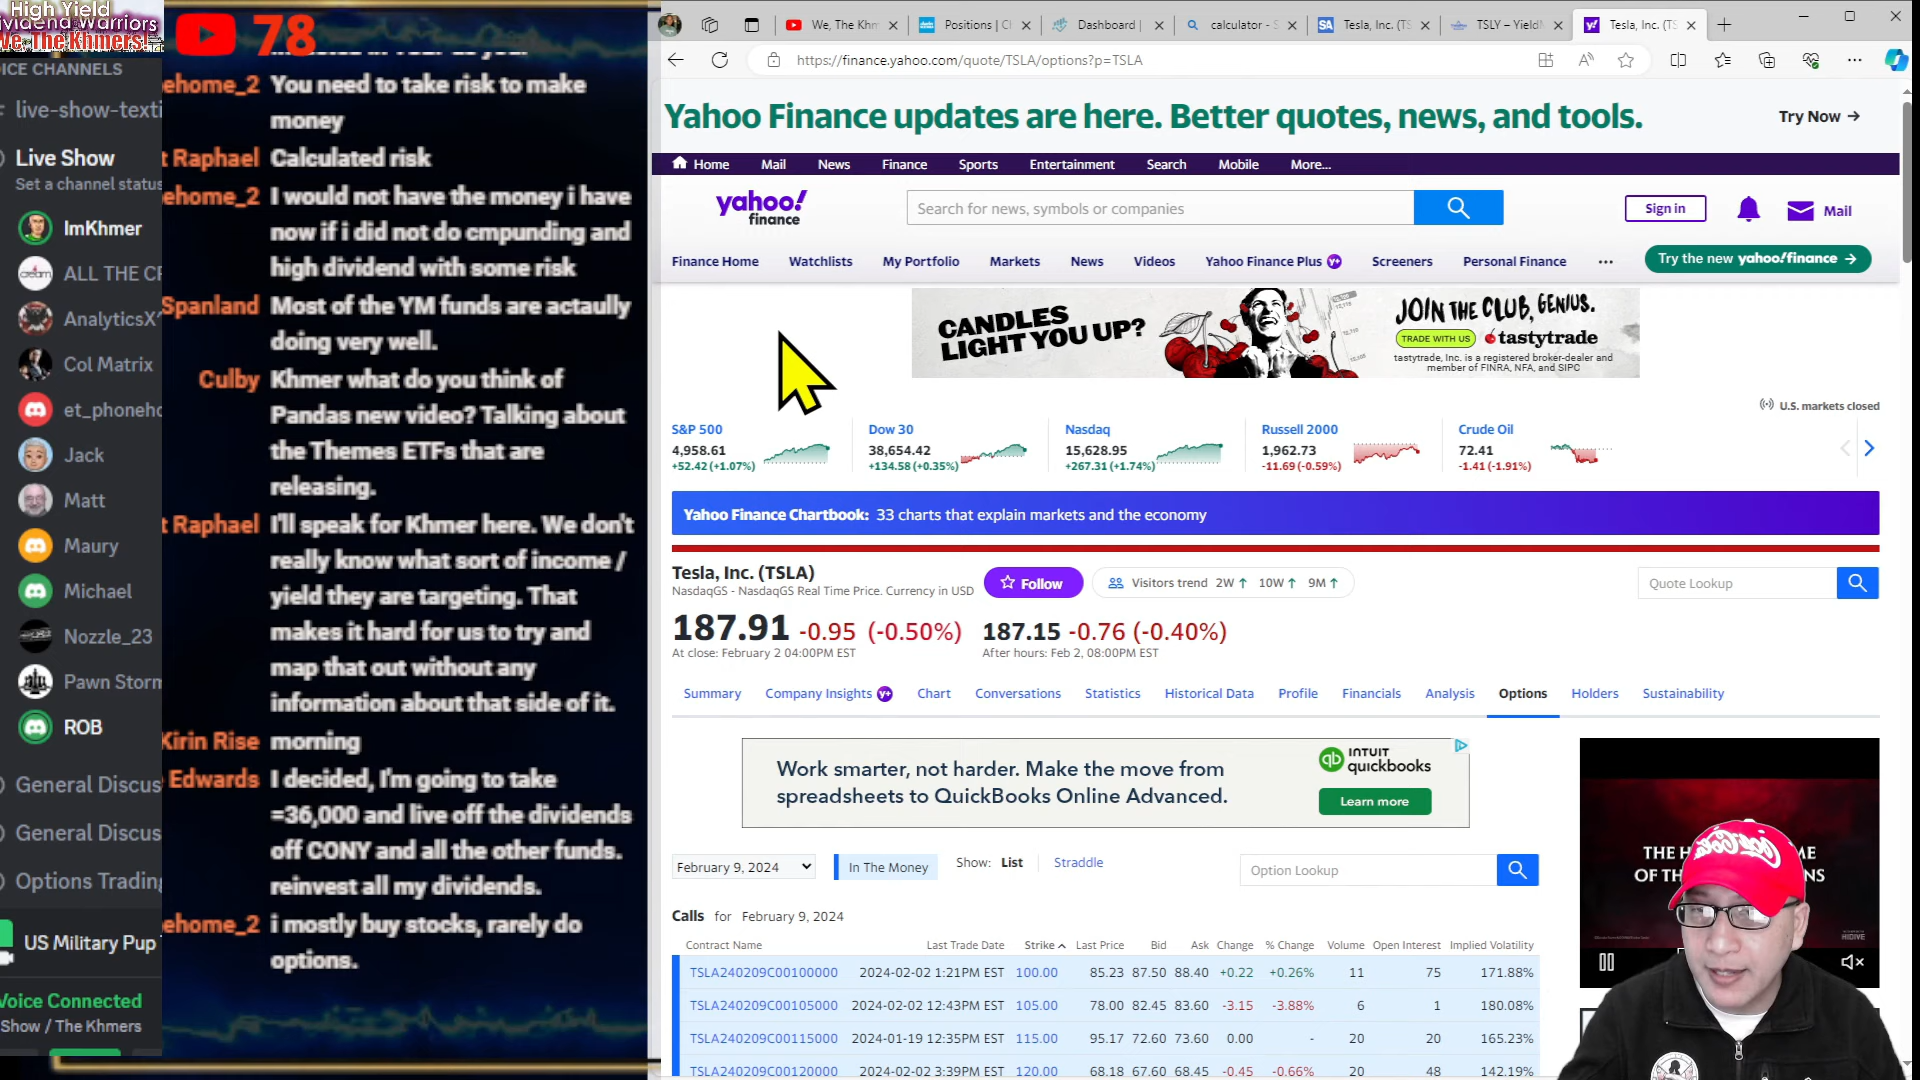 High Yield
Dividend Warriors
We, The Khmers!
78
ICE CHANNELS
live-show-texti
Live Show
Set a channel status
ImKhmer
ALL THE CR
AnalyticsX
Col Matrix
et_phoneho
Jack
Matt
Maury
Michael
Nozzle_23
Pawn Storm
ROB
General Discus
General Discus
Options Trading
US Military Pup
Voice Connected
Show / The Khmers
ehome_2 You need to take risk to make
money
t Raphael Calculated risk
ehome_2 I would not have the money i have
now if i did not do cmpunding and
high dividend with some risk
Spanland Most of the YM funds are actaully
doing very well.
Culby Khmer what do you think of
Pandas new video? Talking about
the Themes ETFs that are
releasing.
t Raphael I'll speak for Khmer here. We don't
really know what sort of income /
yield they are targeting. That
makes it hard for us to try and
map that out without any
information about that side of it.
Kirin Rise morning
Edwards I decided, I'm going to take
=36,000 and live off the dividends
off CONY and all the other funds.
reinvest all my dividends.
ehome_2 i mostly buy stocks, rarely do
options.
We, The Khm
Positions | C
Dashboard |
calculator - S
Tesla, Inc. (TS
TSLY – YieldM
Tesla, Inc. (TS
https://finance.yahoo.com/quote/TSLA/options?p=TSLA
Yahoo Finance updates are here. Better quotes, news, and tools.
Try Now →
Home Mail News Finance Sports Entertainment Search Mobile More...
yahoo!
finance
Search for news, symbols or companies
Sign in
Mail
Finance Home Watchlists My Portfolio Markets News Videos Yahoo Finance Plus Screeners Personal Finance ...
Try the new yahoo!finance →
CANDLES
LIGHT YOU UP?
JOIN THE CLUB, GENIUS.
TRADE WITH US tastytrade
tastytrade, Inc. is a registered broker-dealer and
member of FINRA, NFA, and SIPC
U.S. markets closed
S&P 500
4,958.61
+52.42 (+1.07%)
Dow 30
38,654.42
+134.58 (+0.35%)
Nasdaq
15,628.95
+267.31 (+1.74%)
Russell 2000
1,962.73
-11.69 (-0.59%)
Crude Oil
72.41
-1.41 (-1.91%)
Yahoo Finance Chartbook: 33 charts that explain markets and the economy
Tesla, Inc. (TSLA)
NasdaqGS - NasdaqGS Real Time Price. Currency in USD
Follow
Visitors trend 2W ↑ 10W ↑ 9M ↑
Quote Lookup
187.91 -0.95 (-0.50%)
At close: February 2 04:00PM EST
187.15 -0.76 (-0.40%)
After hours: Feb 2, 08:00PM EST
Summary Company Insights Chart Conversations Statistics Historical Data Profile Financials Analysis Options Holders Sustainability
Work smarter, not harder. Make the move from
spreadsheets to QuickBooks Online Advanced.
INTUIT
quickbooks
Learn more
February 9, 2024
In The Money
Show: List Straddle
Option Lookup
Calls for February 9, 2024
Contract Name Last Trade Date Strike Last Price Bid Ask Change % Change Volume Open Interest Implied Volatility
TSLA240209C00100000 2024-02-02 1:21PM EST 100.00 85.23 87.50 88.40 +0.22 +0.26% 11 75 171.88%
TSLA240209C00105000 2024-02-02 12:43PM EST 105.00 78.00 82.45 83.60 -3.15 -3.88% 6 1 180.08%
TSLA240209C00115000 2024-01-19 12:35PM EST 115.00 95.17 72.60 73.60 0.00 - 20 20 165.23%
TSLA240209C00120000 2024-02-02 3:39PM EST 120.00 68.18 67.60 68.45 -0.45 -0.66% 20 48 142.19%
HIDIVE
Coca-Cola